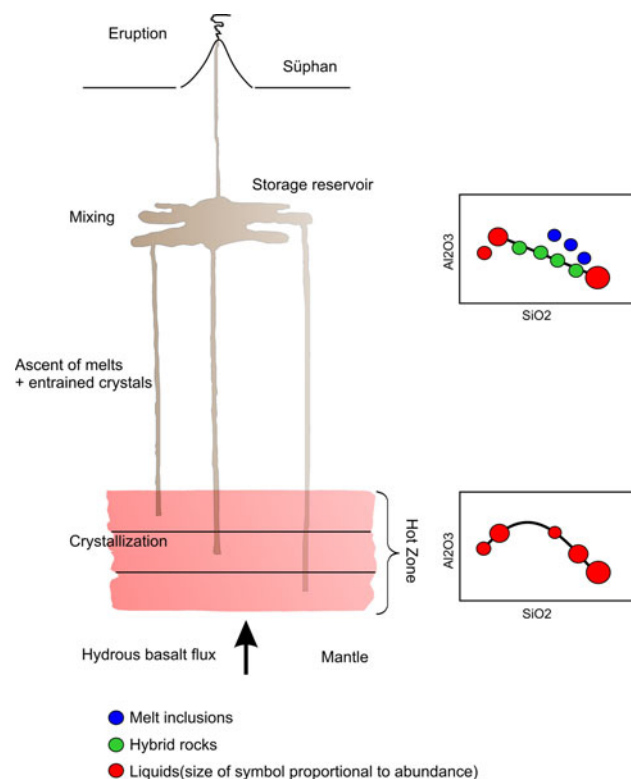 Eruption
Süphan
Storage reservoir
Mixing
Al2O3
SiO2
Ascent of melts
+ entrained crystals
Crystallization
Hot Zone
Al2O3
SiO2
Hydrous basalt flux
Mantle
Melt inclusions
Hybrid rocks
Liquids(size of symbol proportional to abundance)